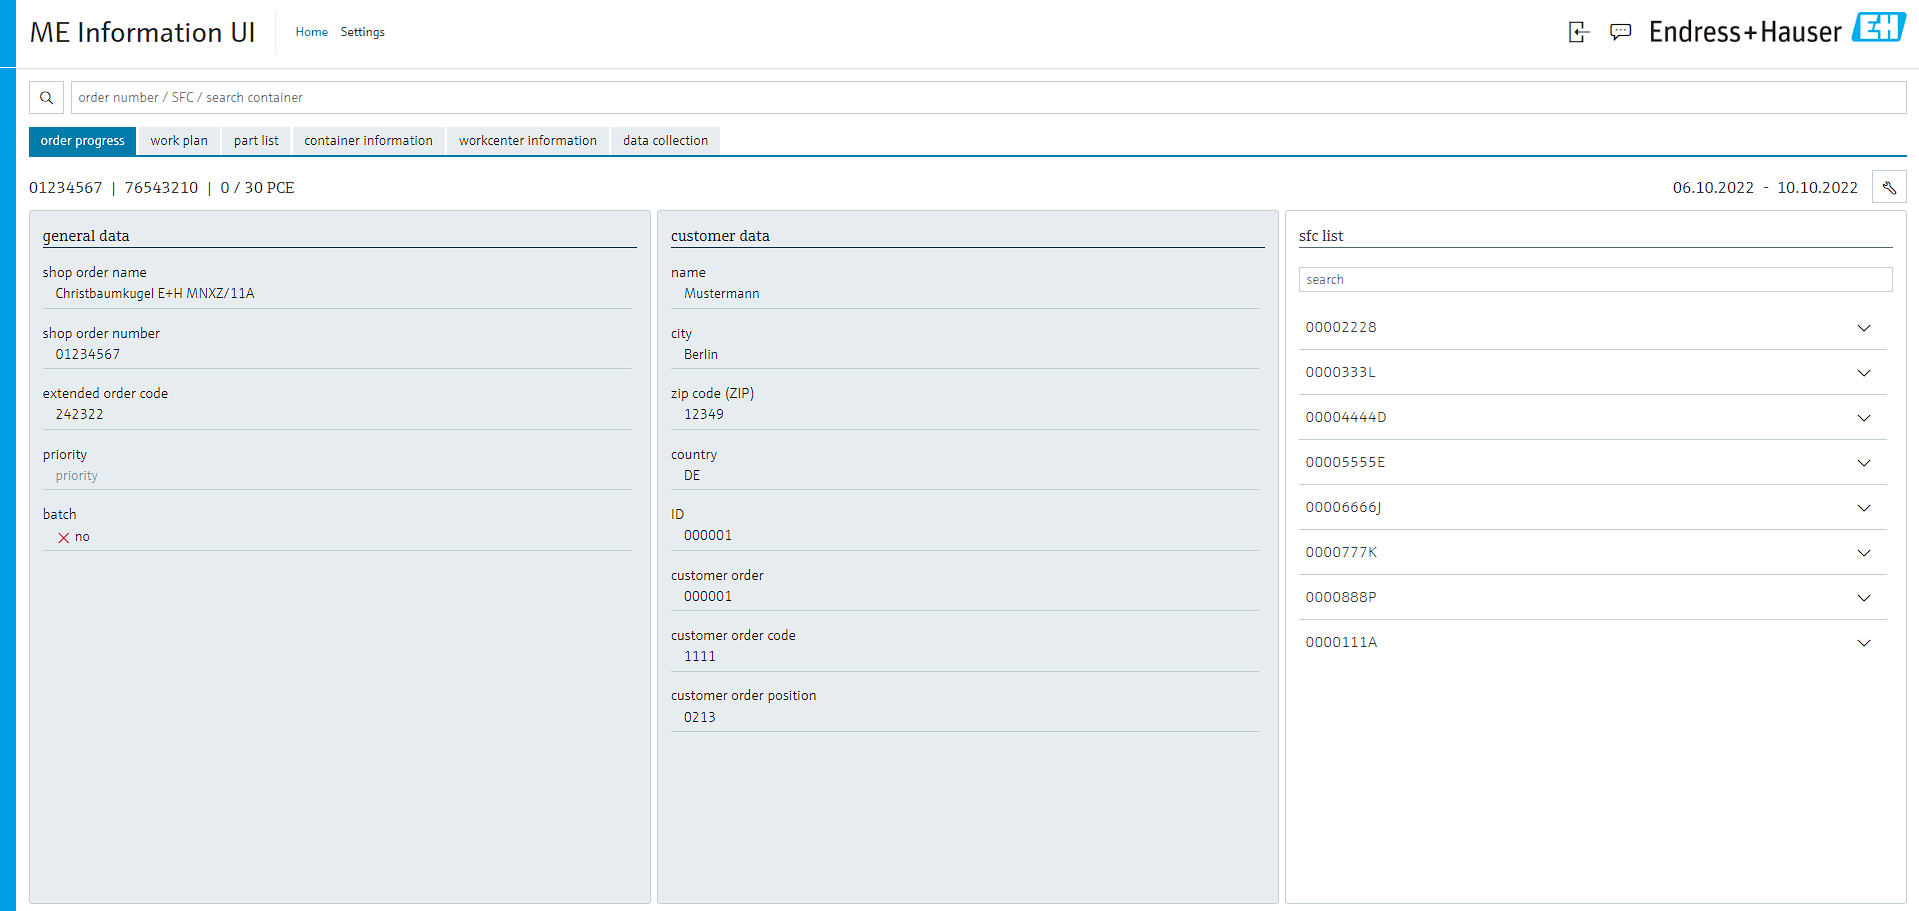 ME Information UI
Home Settings
Endress+Hauser EH
order number / SFC / search container
order progress work plan part list container information workcenter information data collection
01234567 | 76543210 | 0 / 30 PCE
06.10.2022 - 10.10.2022
general data
shop order name
Christbaumkugel E+H MNXZ/11A
shop order number
01234567
extended order code
242322
priority
priority
batch
no
customer data
name
Mustermann
city
Berlin
zip code (ZIP)
12349
country
DE
ID
000001
customer order
000001
customer order code
1111
customer order position
0213
sfc list
search
00002228
0000333L
00004444D
00005555E
00006666J
0000777K
0000888P
0000111A